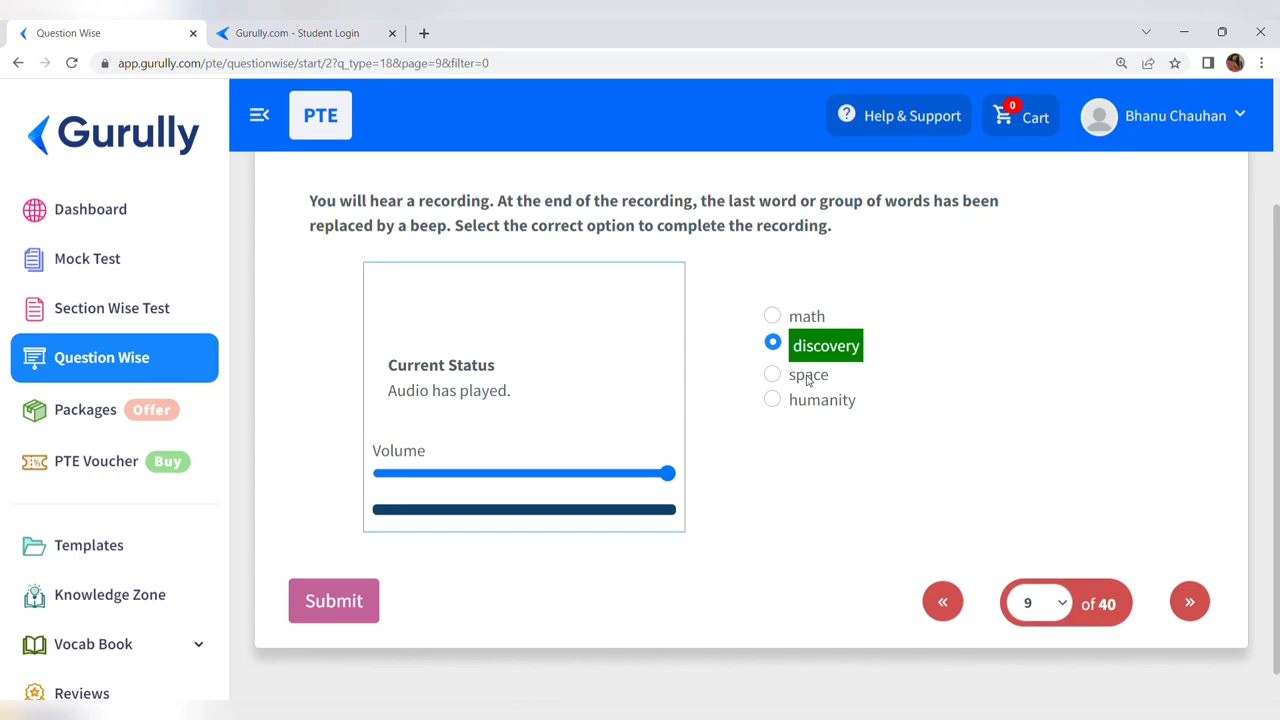 Question Wise
Gurully.com - Student Login
app.gurully.com/pte/questionwise/start/2?q_type=18&page=9&filter=0
Gurully
PTE
Help & Support
0
Cart
Bhanu Chauhan
Dashboard
Mock Test
Section Wise Test
Question Wise
Packages Offer
PTE Voucher Buy
Templates
Knowledge Zone
Vocab Book
Reviews
You will hear a recording. At the end of the recording, the last word or group of words has been
replaced by a beep. Select the correct option to complete the recording.
Current Status
Audio has played.
Volume
math
discovery
space
humanity
Submit
«
9 of 40
»